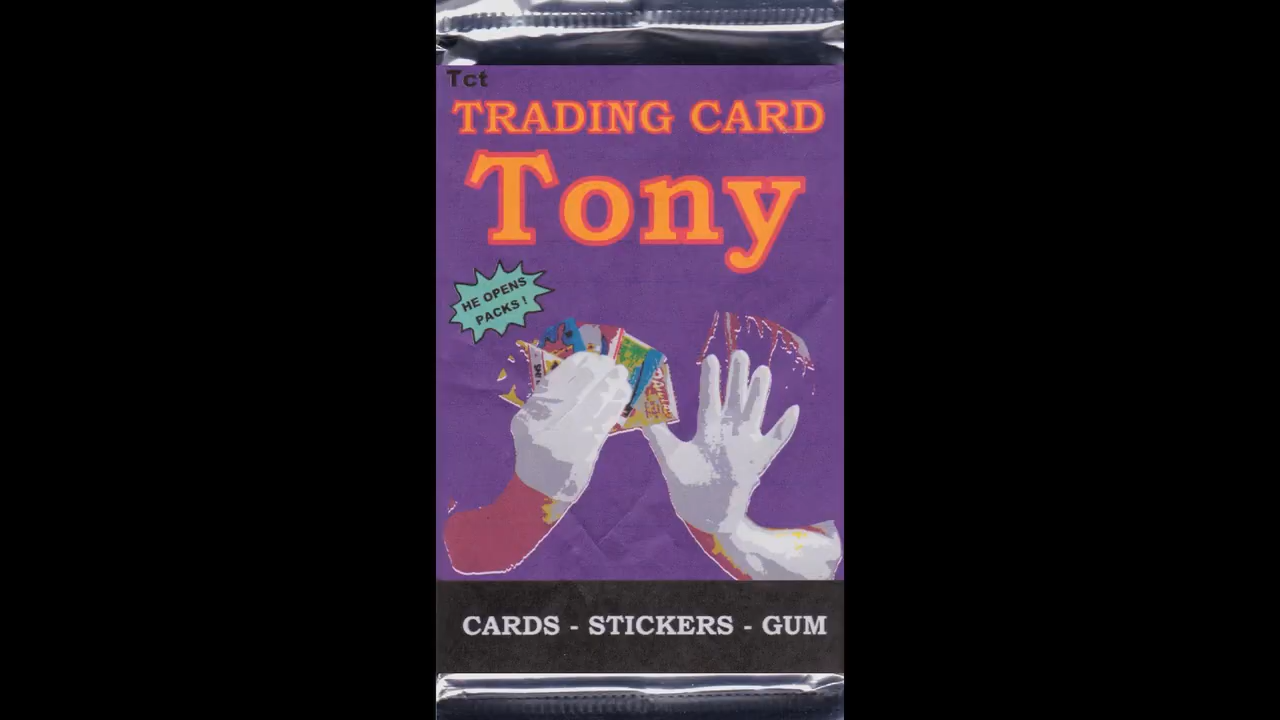 Tct
TRADING CARD
Tony
HE OPENS
PACKS!
CARDS - STICKERS - GUM